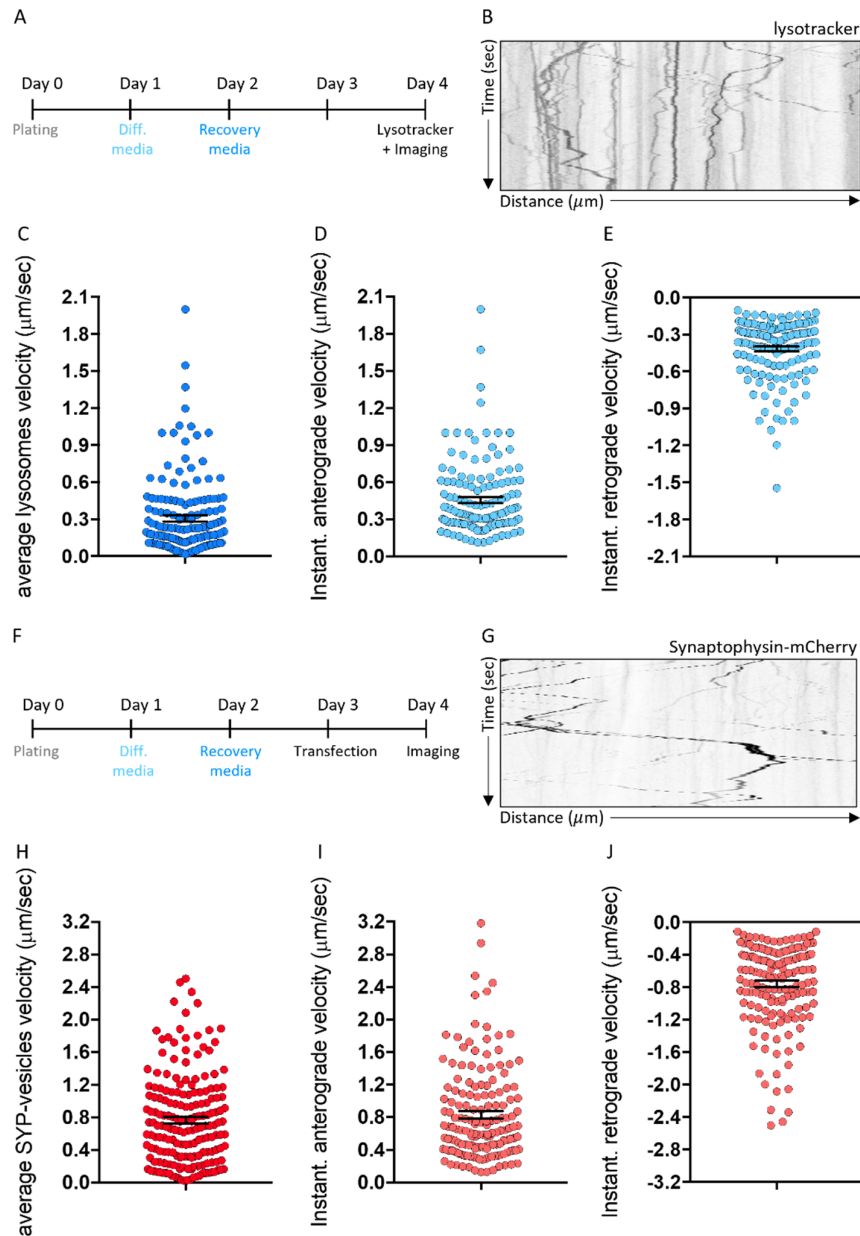 A
Day 0
Day 1
Day 2
Day 3
Day 4
Plating
Diff.
media
Recovery
media
Lysotracker
+ Imaging
B
lysotracker
Time (sec)
Distance (μm)
C
average lysosomes velocity (μm/sec)
2.1
1.8
1.5
1.2
0.9
0.6
0.3
0.0
D
Instant. anterograde velocity (μm/sec)
2.1
1.8
1.5
1.2
0.9
0.6
0.3
0.0
E
Instant. retrograde velocity (μm/sec)
0.0
-0.3
-0.6
-0.9
-1.2
-1.5
-1.8
-2.1
F
Day 0
Day 1
Day 2
Day 3
Day 4
Plating
Diff.
media
Recovery
media
Transfection
Imaging
G
Synaptophysin-mCherry
Time (sec)
Distance (μm)
H
average SYP-vesicles velocity (μm/sec)
3.2
2.8
2.4
2.0
1.6
1.2
0.8
0.4
0.0
I
Instant. anterograde velocity (μm/sec)
3.2
2.8
2.4
2.0
1.6
1.2
0.8
0.4
0.0
J
Instant. retrograde velocity (μm/sec)
0.0
-0.4
-0.8
-1.2
-1.6
-2.0
-2.4
-2.8
-3.2